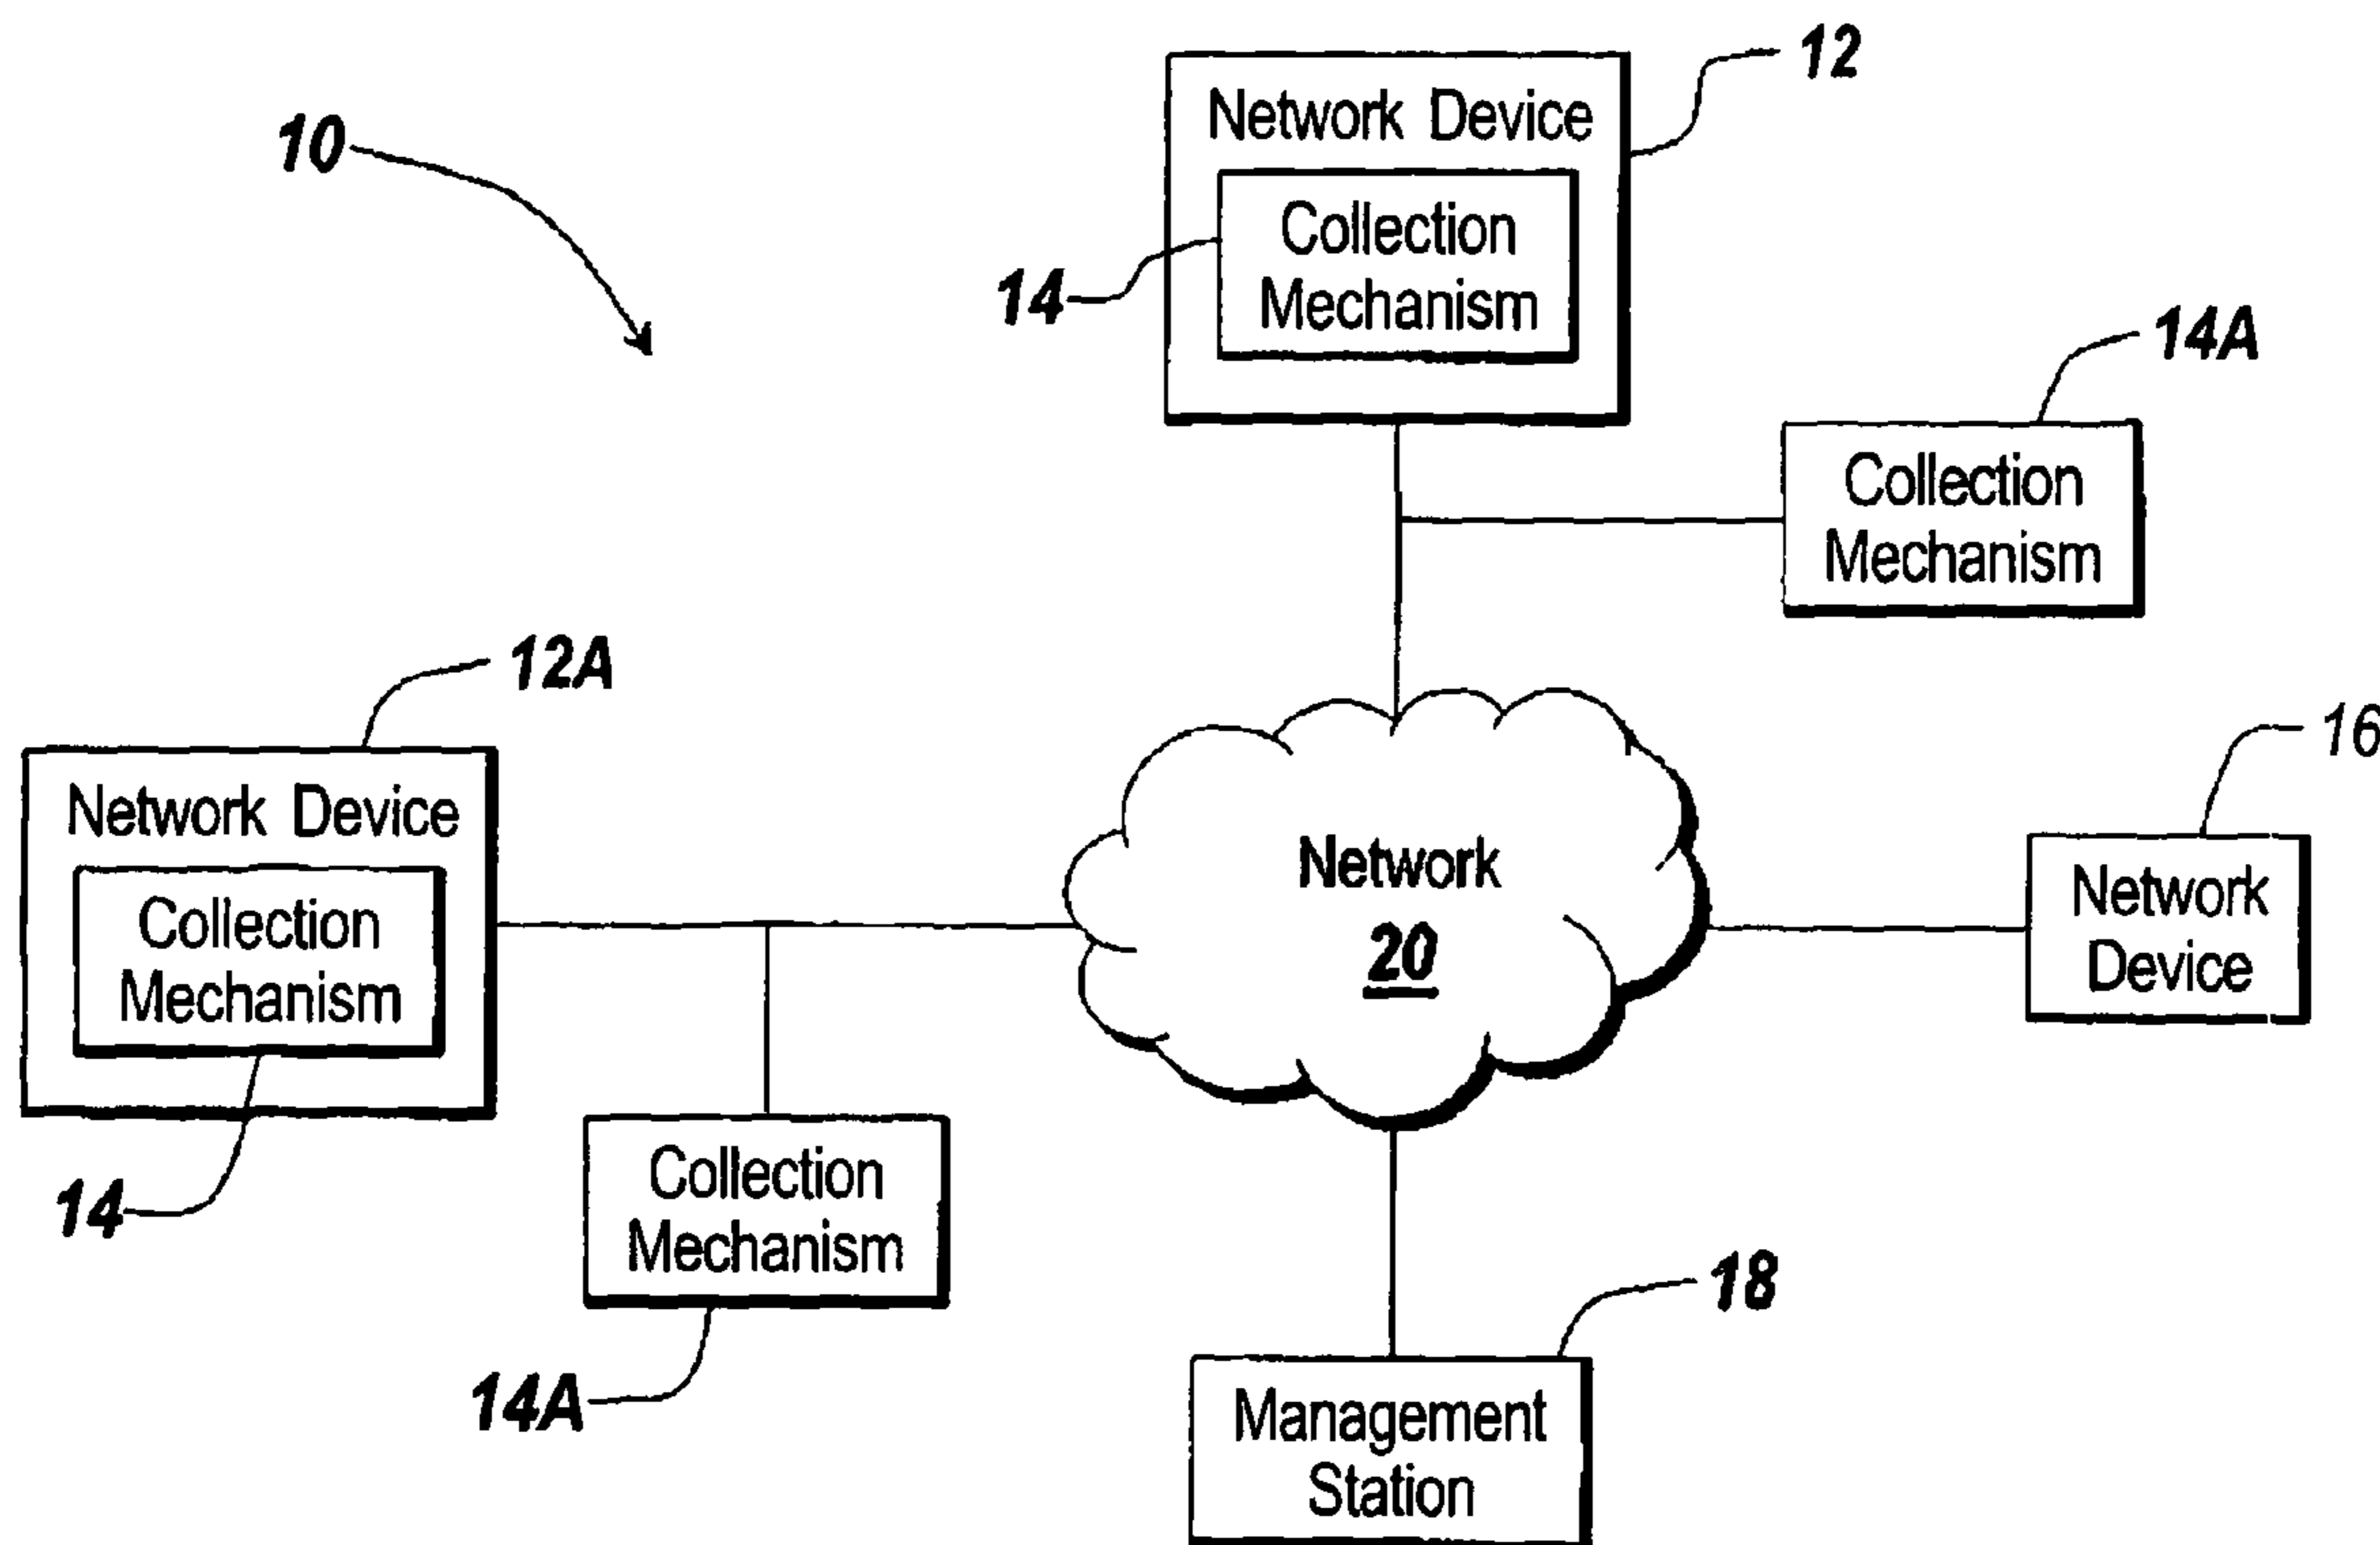 12
Network Device
10
Collection
Mechanism
14
14A
Collection
Mechanism
12A
16
Network Device
Network
20
Network
Device
Collection
Mechanism
Collection
Mechanism
14
18
14A
Management
Station